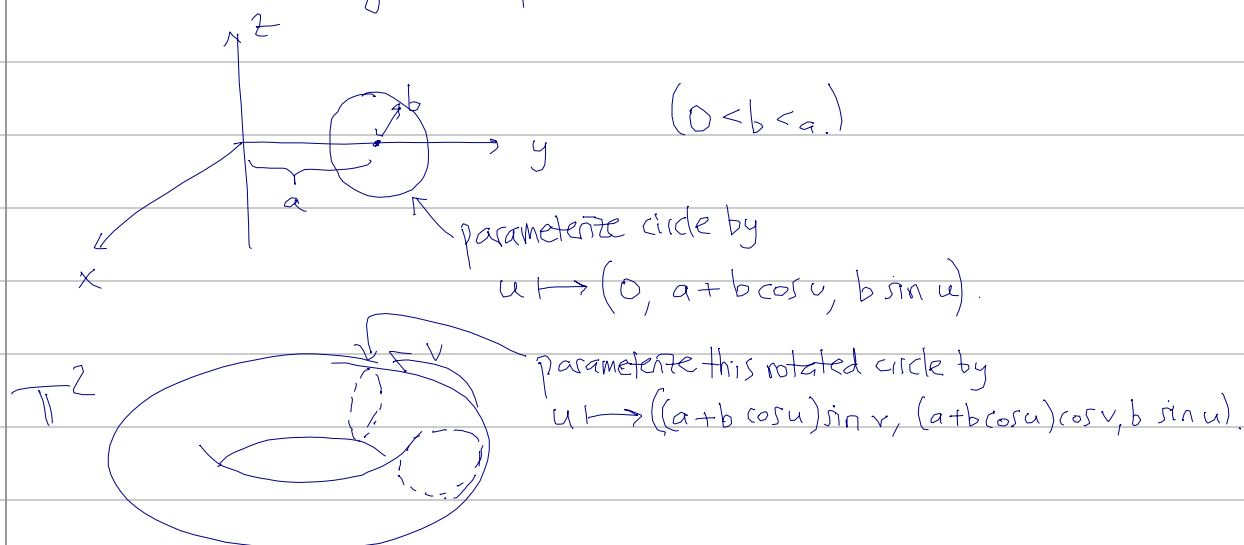 z
b
(0 < b < a.)
y
a
parameterize circle by
x
u ↦ (0, a + b cos u, b sin u).
v
parameterize this rotated circle by
𝕋²
u ↦ ((a+b cos u) sin v, (a+b cos u) cos v, b sin u).